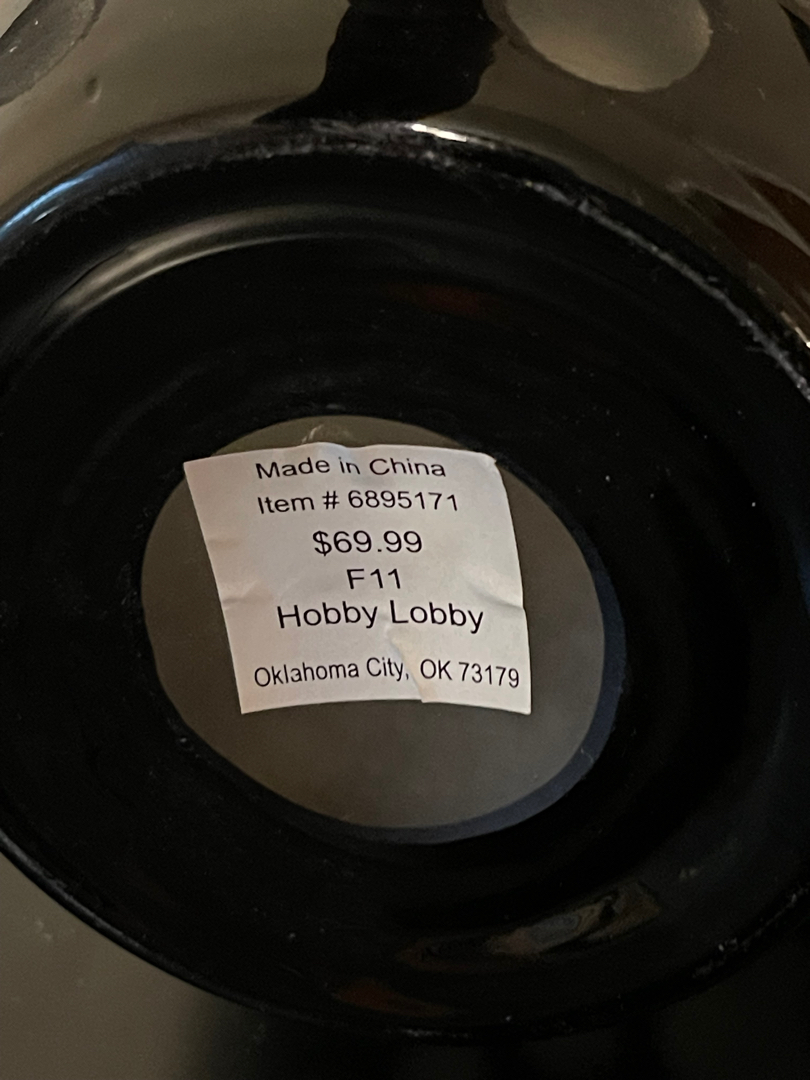 Made in China
Item # 6895171
$69.99
F11
Hobby Lobby
Oklahoma City, OK 73179